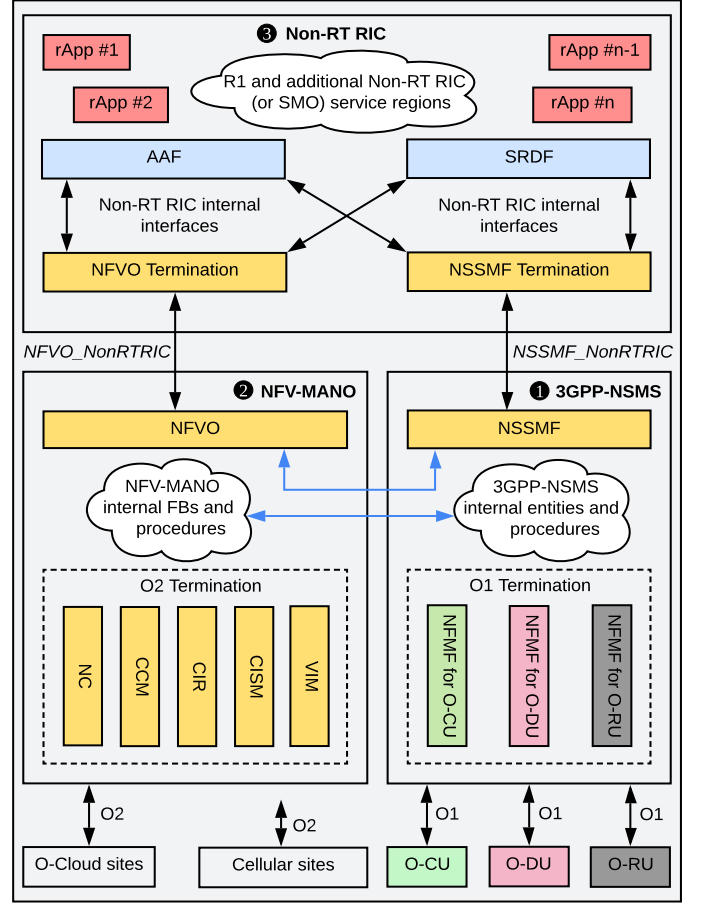 ❸ Non-RT RIC
rApp #1
rApp #n-1
R1 and additional Non-RT RIC
(or SMO) service regions
rApp #2
rApp #n
AAF
SRDF
Non-RT RIC internal
interfaces
Non-RT RIC internal
interfaces
NFVO Termination
NSSMF Termination
NFVO_NonRTRIC
NSSMF_NonRTRIC
❷ NFV-MANO
❶ 3GPP-NSMS
NFVO
NSSMF
NFV-MANO
internal FBs and
procedures
3GPP-NSMS
internal entities and
procedures
O2 Termination
NC
CCM
CIR
CISM
VIM
O1 Termination
NFMF for O-CU
NFMF for O-DU
NFMF for O-RU
O2
O2
O1
O1
O1
O-Cloud sites
Cellular sites
O-CU
O-DU
O-RU